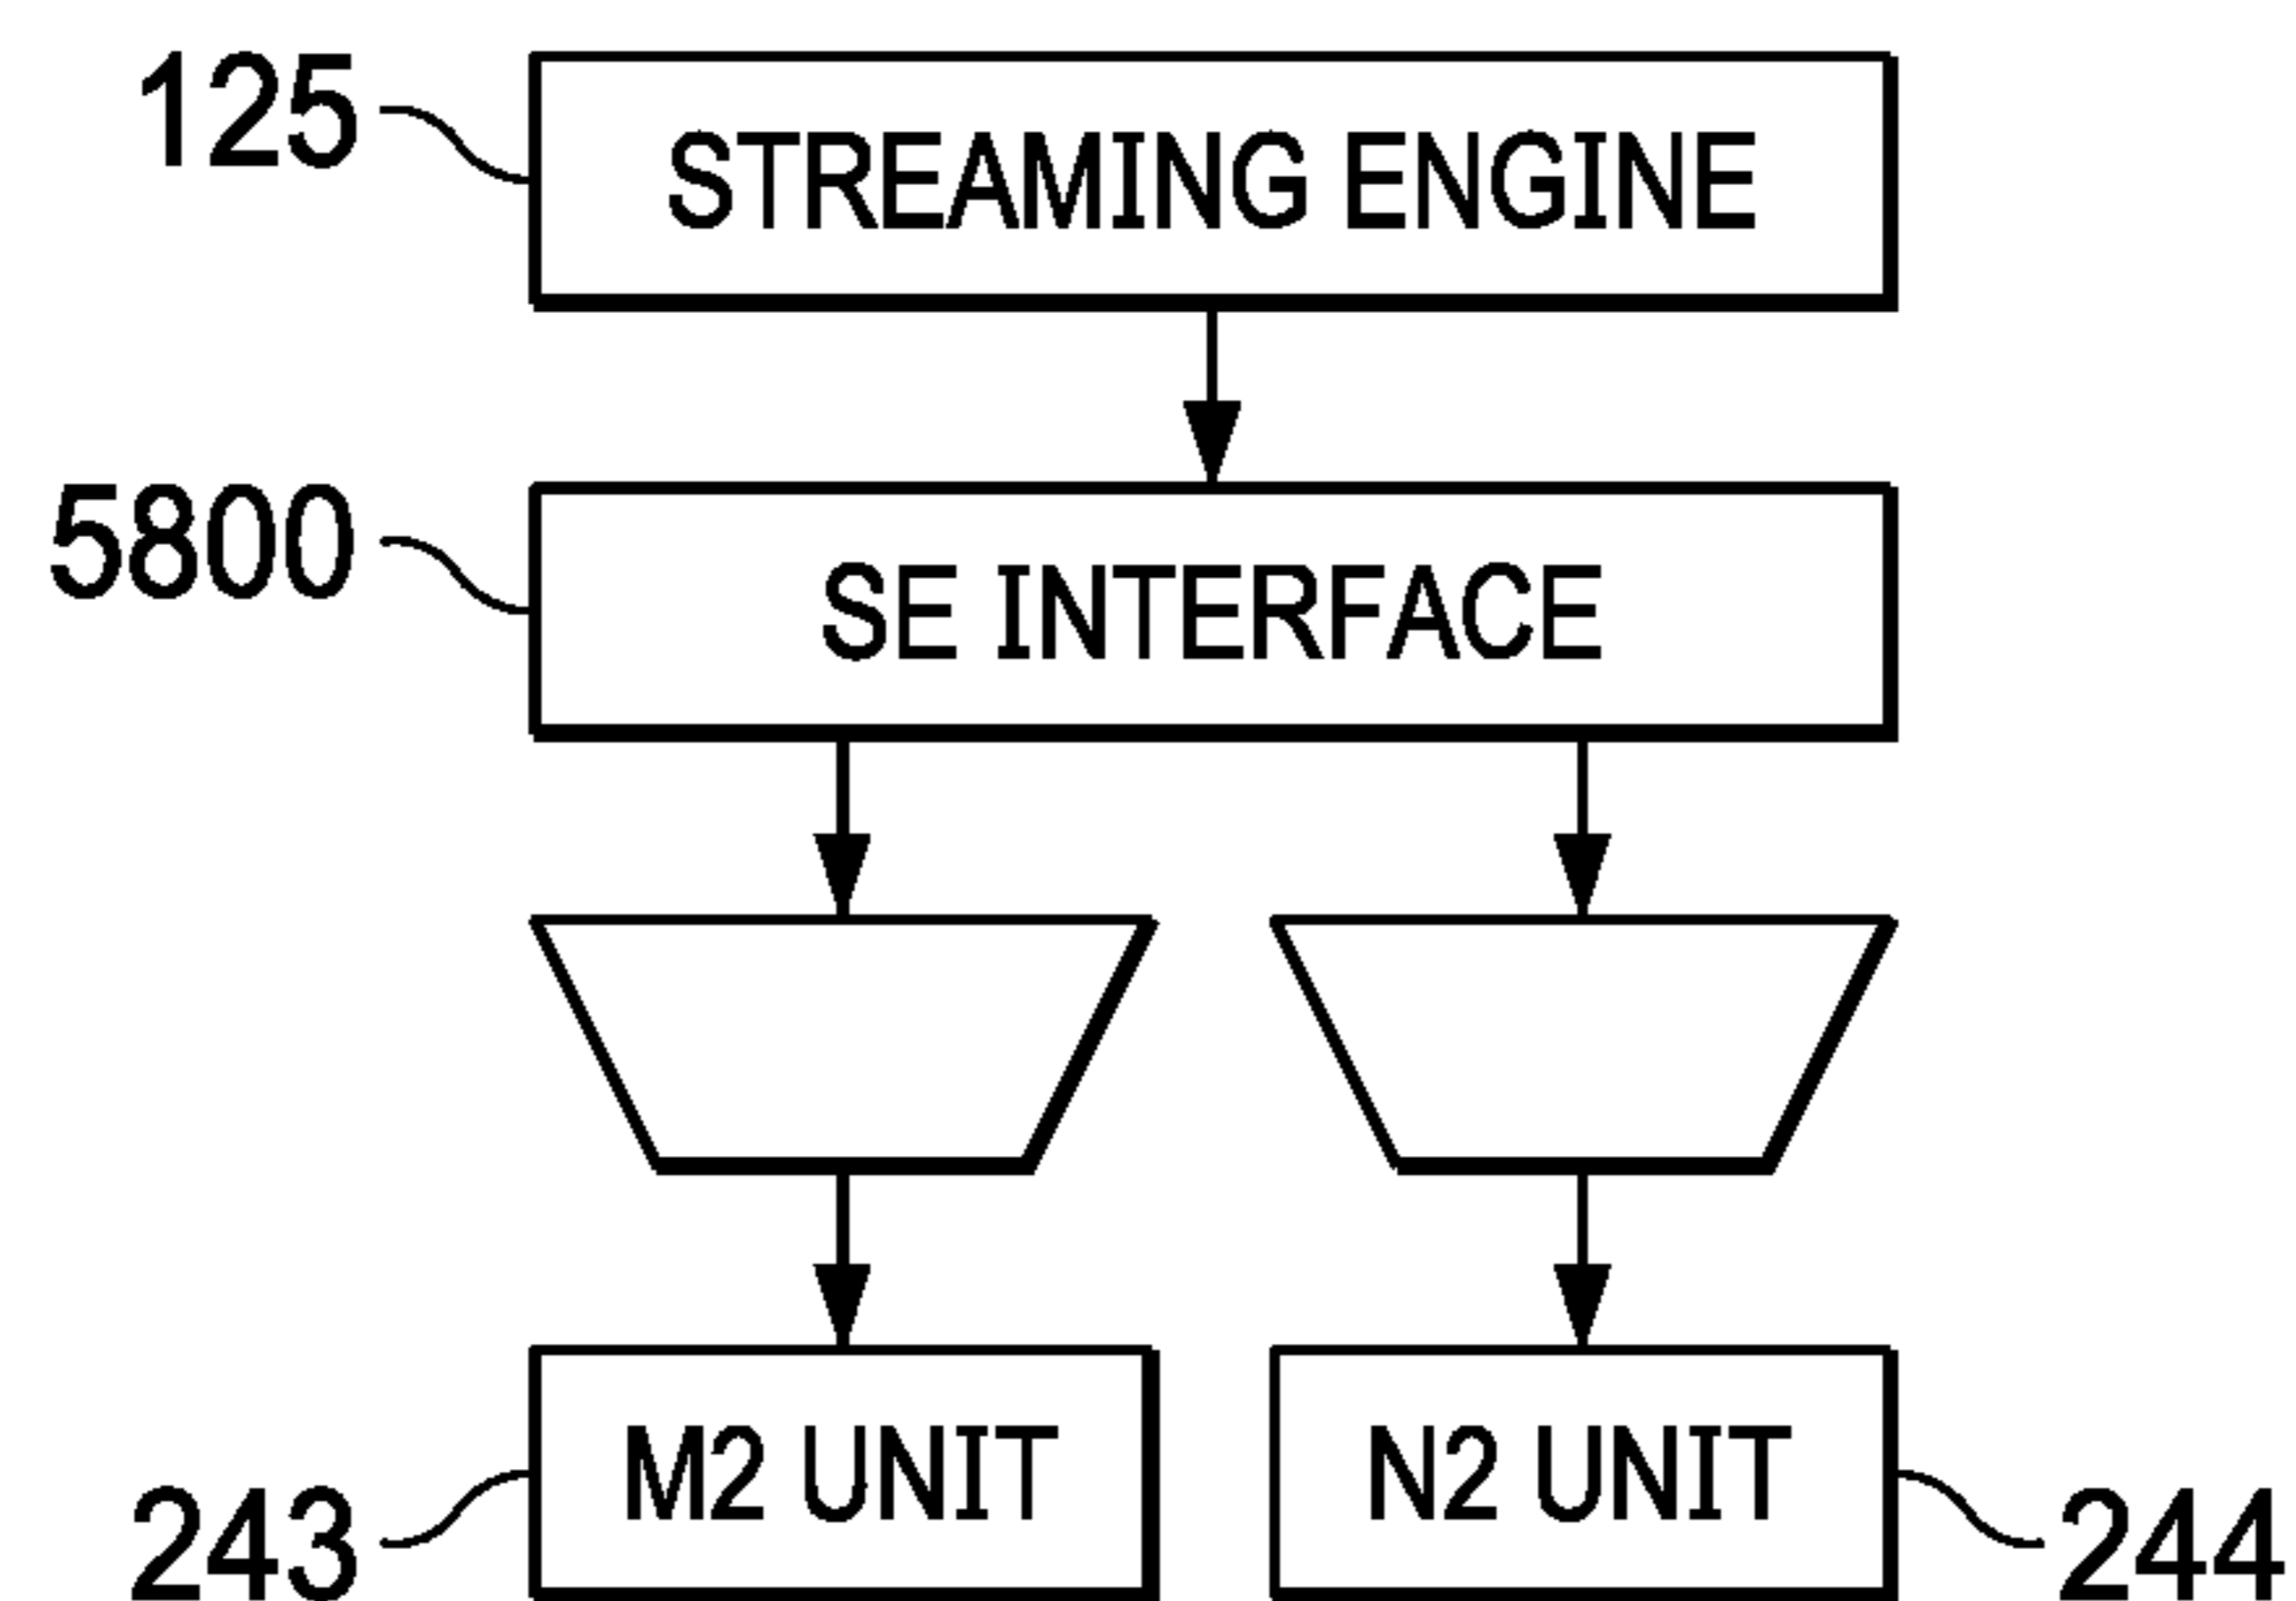 125
STREAMING ENGINE
5800
SE INTERFACE
243
M2 UNIT
N2 UNIT
244